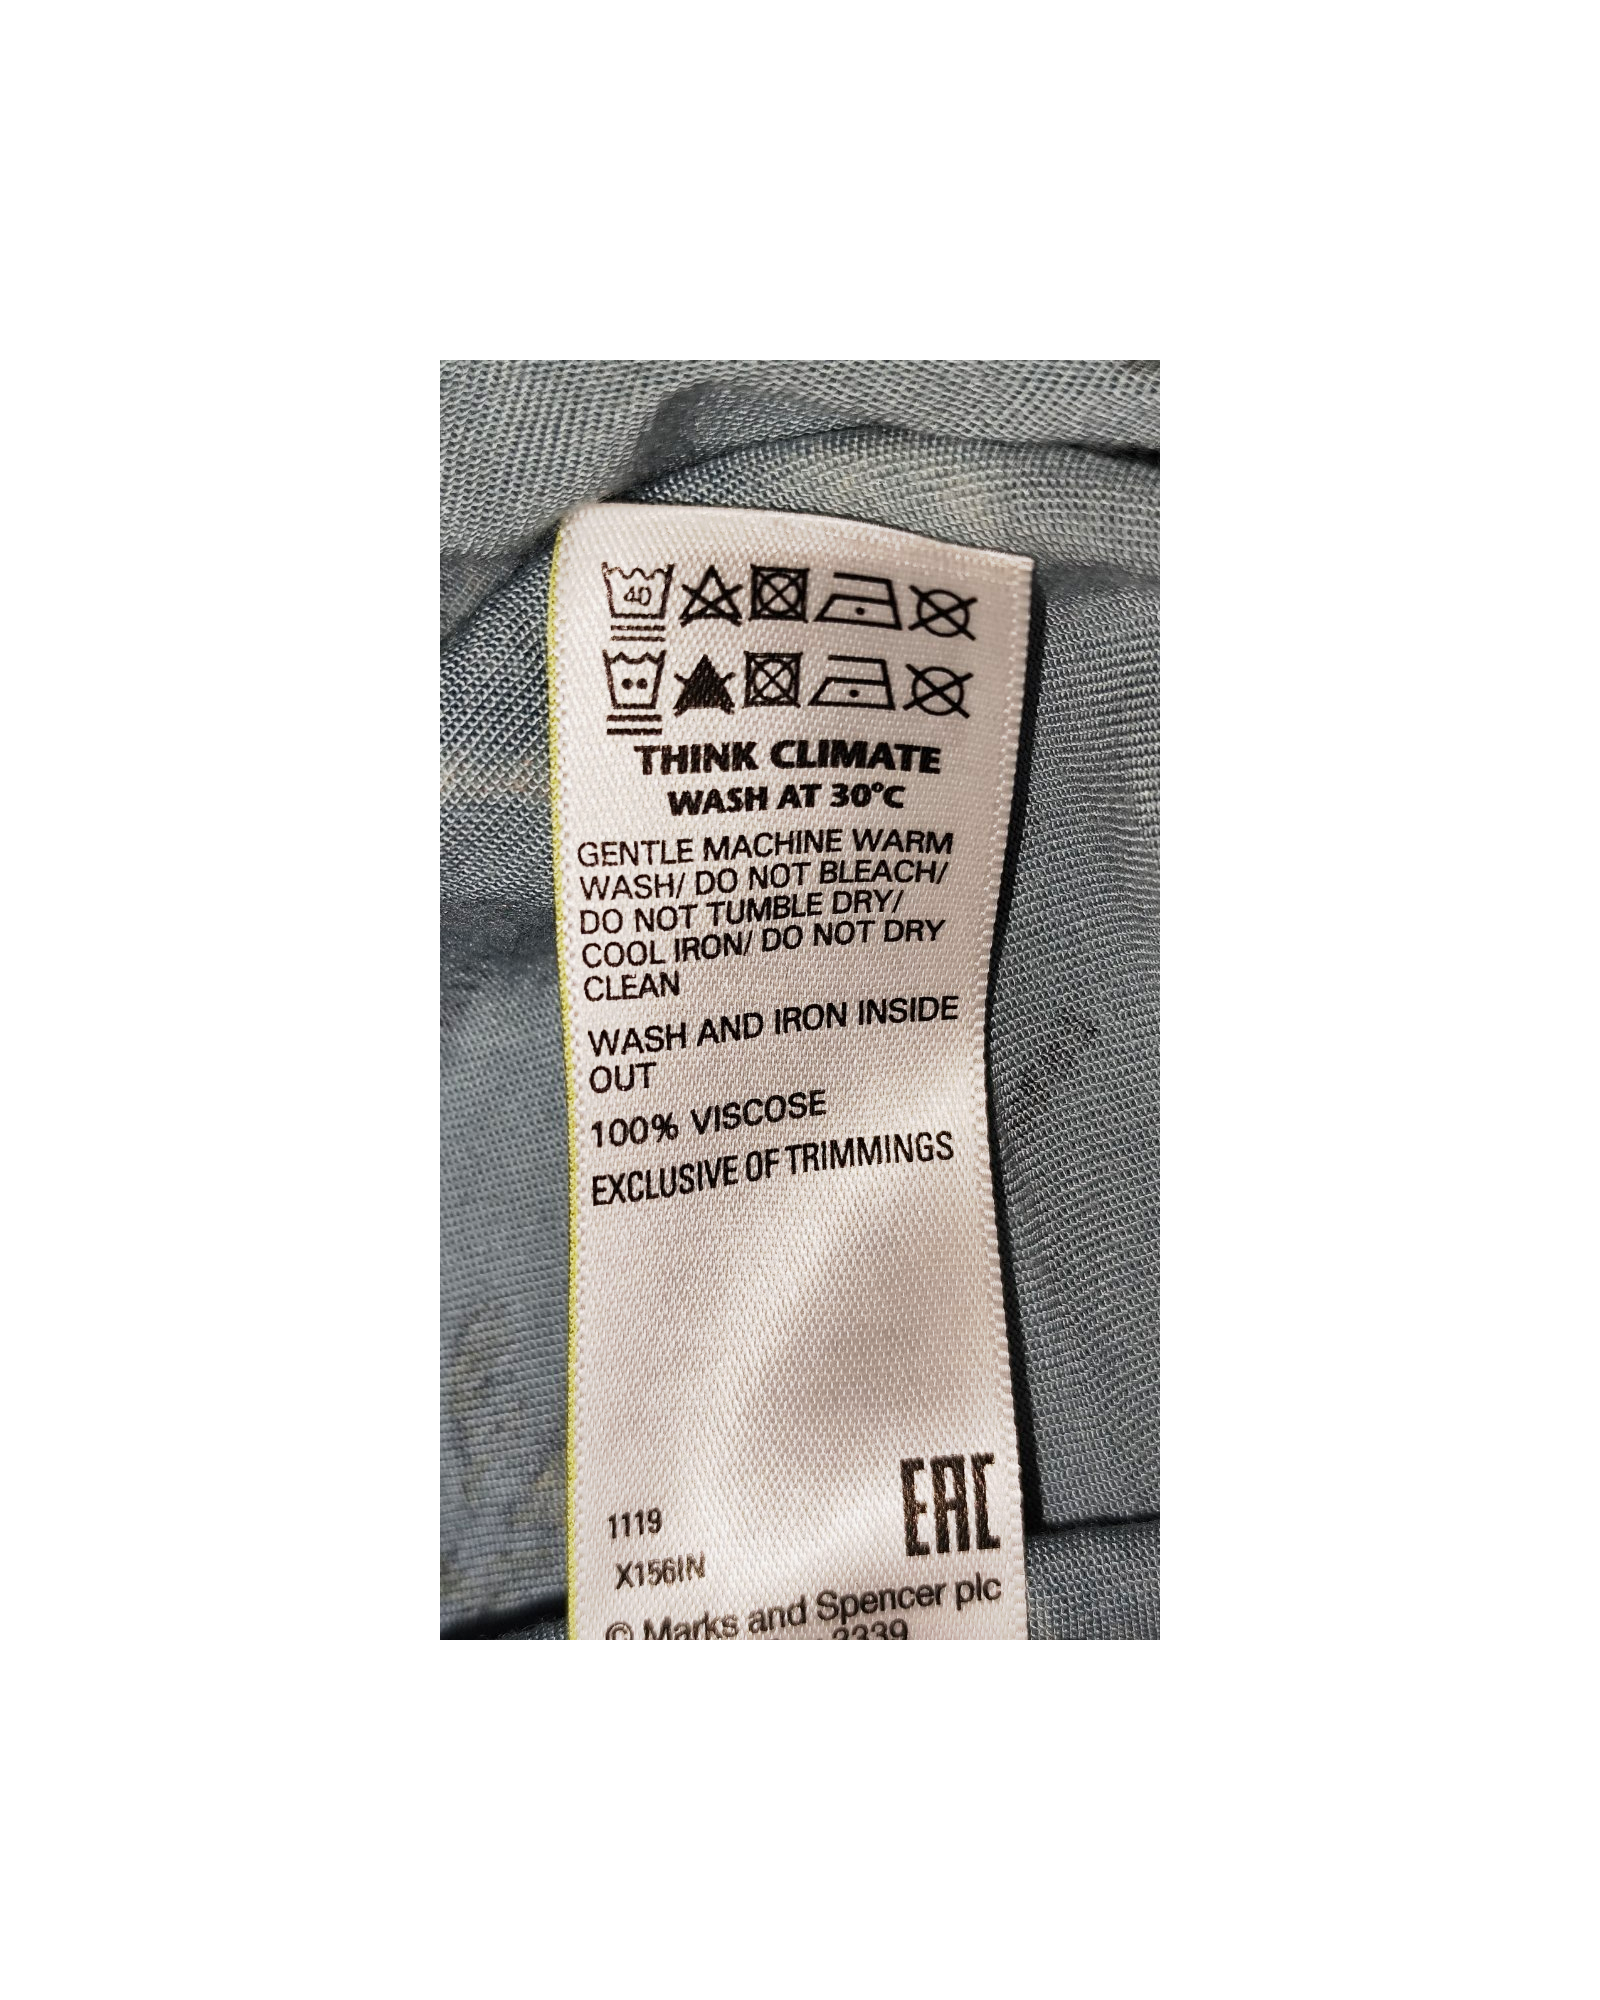 40
THINK CLIMATE
WASH AT 30°C
GENTLE MACHINE WARM
WASH/ DO NOT BLEACH/
DO NOT TUMBLE DRY/
COOL IRON/ DO NOT DRY
CLEAN
WASH AND IRON INSIDE
OUT
100% VISCOSE
EXCLUSIVE OF TRIMMINGS
EAC
1119
X156IN
© Marks and Spencer plc
3339